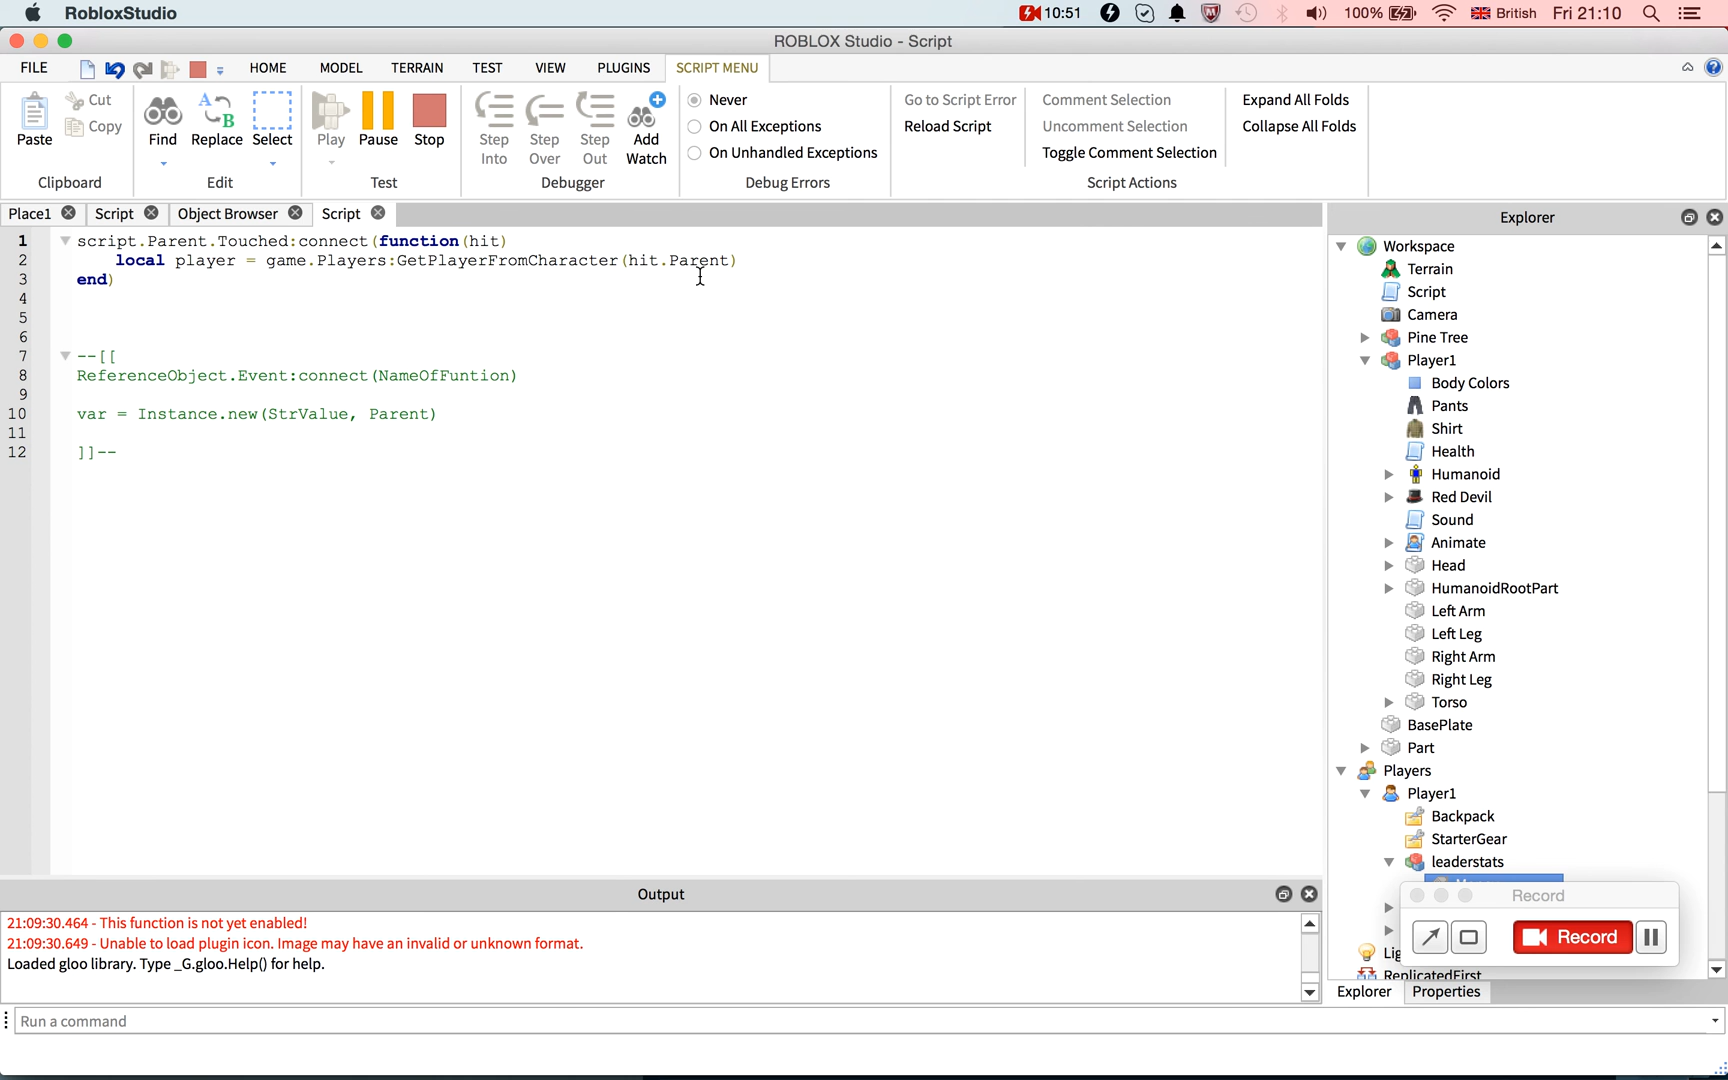 RobloxStudio
10:51
100%
British
Fri 21:10
ROBLOX Studio - Script
FILE HOME MODEL TERRAIN TEST VIEW PLUGINS SCRIPT MENU
Paste
Cut
Copy
Clipboard
Find
Replace
Select
Edit
Play
Pause
Stop
Test
Step Into
Step Over
Step Out
Add Watch
Debugger
Never
On All Exceptions
On Unhandled Exceptions
Debug Errors
Go to Script Error
Reload Script
Comment Selection
Uncomment Selection
Toggle Comment Selection
Script Actions
Expand All Folds
Collapse All Folds
Place1 Script Object Browser Script
1 script.Parent.Touched:connect(function(hit)
2 local player = game.Players:GetPlayerFromCharacter(hit.Parent)
3 end)
4
5
6
7 --[[
8 ReferenceObject.Event:connect(NameOfFuntion)
9
10 var = Instance.new(StrValue, Parent)
11
12 ]]--
Explorer
Workspace
Terrain
Script
Camera
Pine Tree
Player1
Body Colors
Pants
Shirt
Health
Humanoid
Red Devil
Sound
Animate
Head
HumanoidRootPart
Left Arm
Left Leg
Right Arm
Right Leg
Torso
BasePlate
Part
Players
Player1
Backpack
StarterGear
leaderstats
Lig
ReplicatedFirst
Record
Record
Explorer Properties
Output
21:09:30.464 - This function is not yet enabled!
21:09:30.649 - Unable to load plugin icon. Image may have an invalid or unknown format.
Loaded gloo library. Type _G.gloo.Help() for help.
Run a command